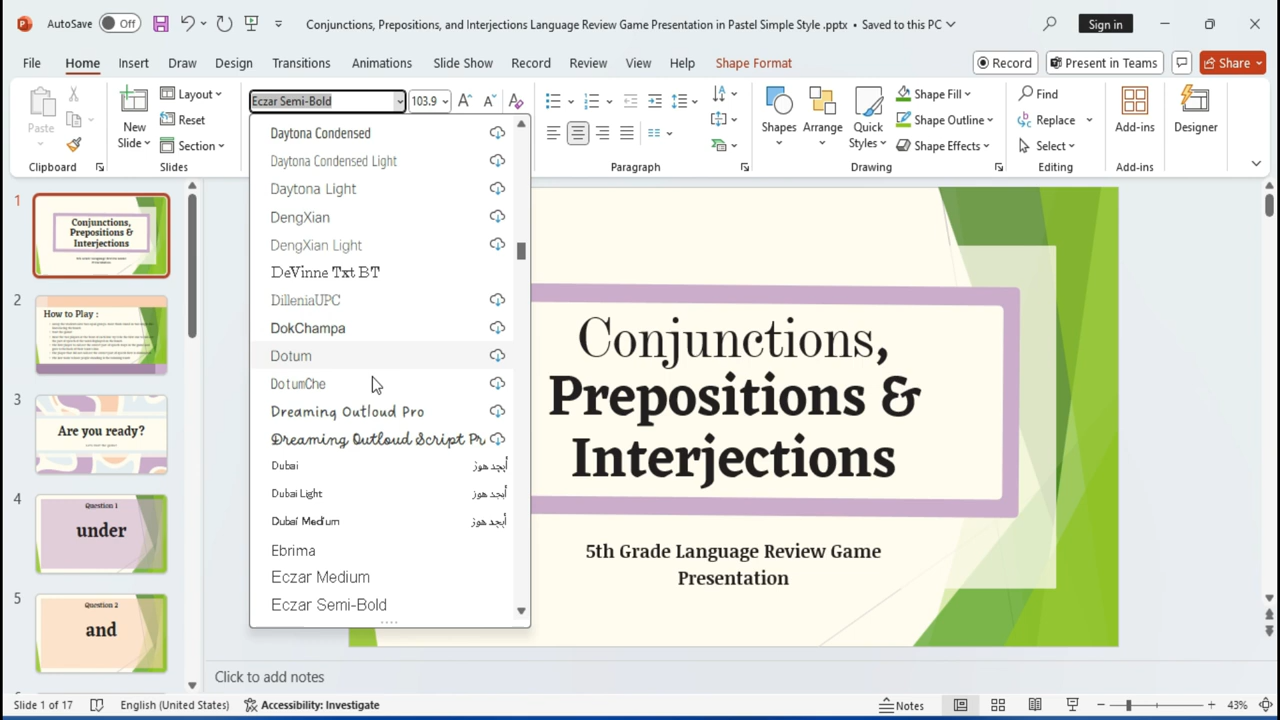 AutoSave
Off
Conjunctions, Prepositions, and Interjections Language Review Game Presentation in Pastel Simple Style .pptx • Saved to this PC
Sign in
File
Home
Insert
Draw
Design
Transitions
Animations
Slide Show
Record
Review
View
Help
Shape Format
Record
Present in Teams
Share
Paste
Clipboard
New
Slide
Layout
Reset
Section
Slides
Eczar Semi-Bold
103.9
Paragraph
Shapes
Arrange
Quick
Styles
Shape Fill
Shape Outline
Shape Effects
Drawing
Find
Replace
Select
Editing
Add-ins
Add-ins
Designer
Daytona Condensed
Daytona Condensed Light
Daytona Light
DengXian
DengXian Light
DeVinne Txt BT
DilleniaUPC
DokChampa
Dotum
DotumChe
Dreaming Outloud Pro
Dreaming Outloud Script Pr
Dubai أبجد هوز
Dubai Light أبجد هوز
Dubai Medium أبجد هوز
Ebrima
Eczar Medium
Eczar Semi-Bold
1
Conjunctions,
Prepositions &
Interjections
2
How to Play :
3
Are you ready?
4
Question 1
under
5
Question 2
and
Conjunctions,
Prepositions &
Interjections
5th Grade Language Review Game
Presentation
Click to add notes
Slide 1 of 17
English (United States)
Accessibility: Investigate
Notes
43%